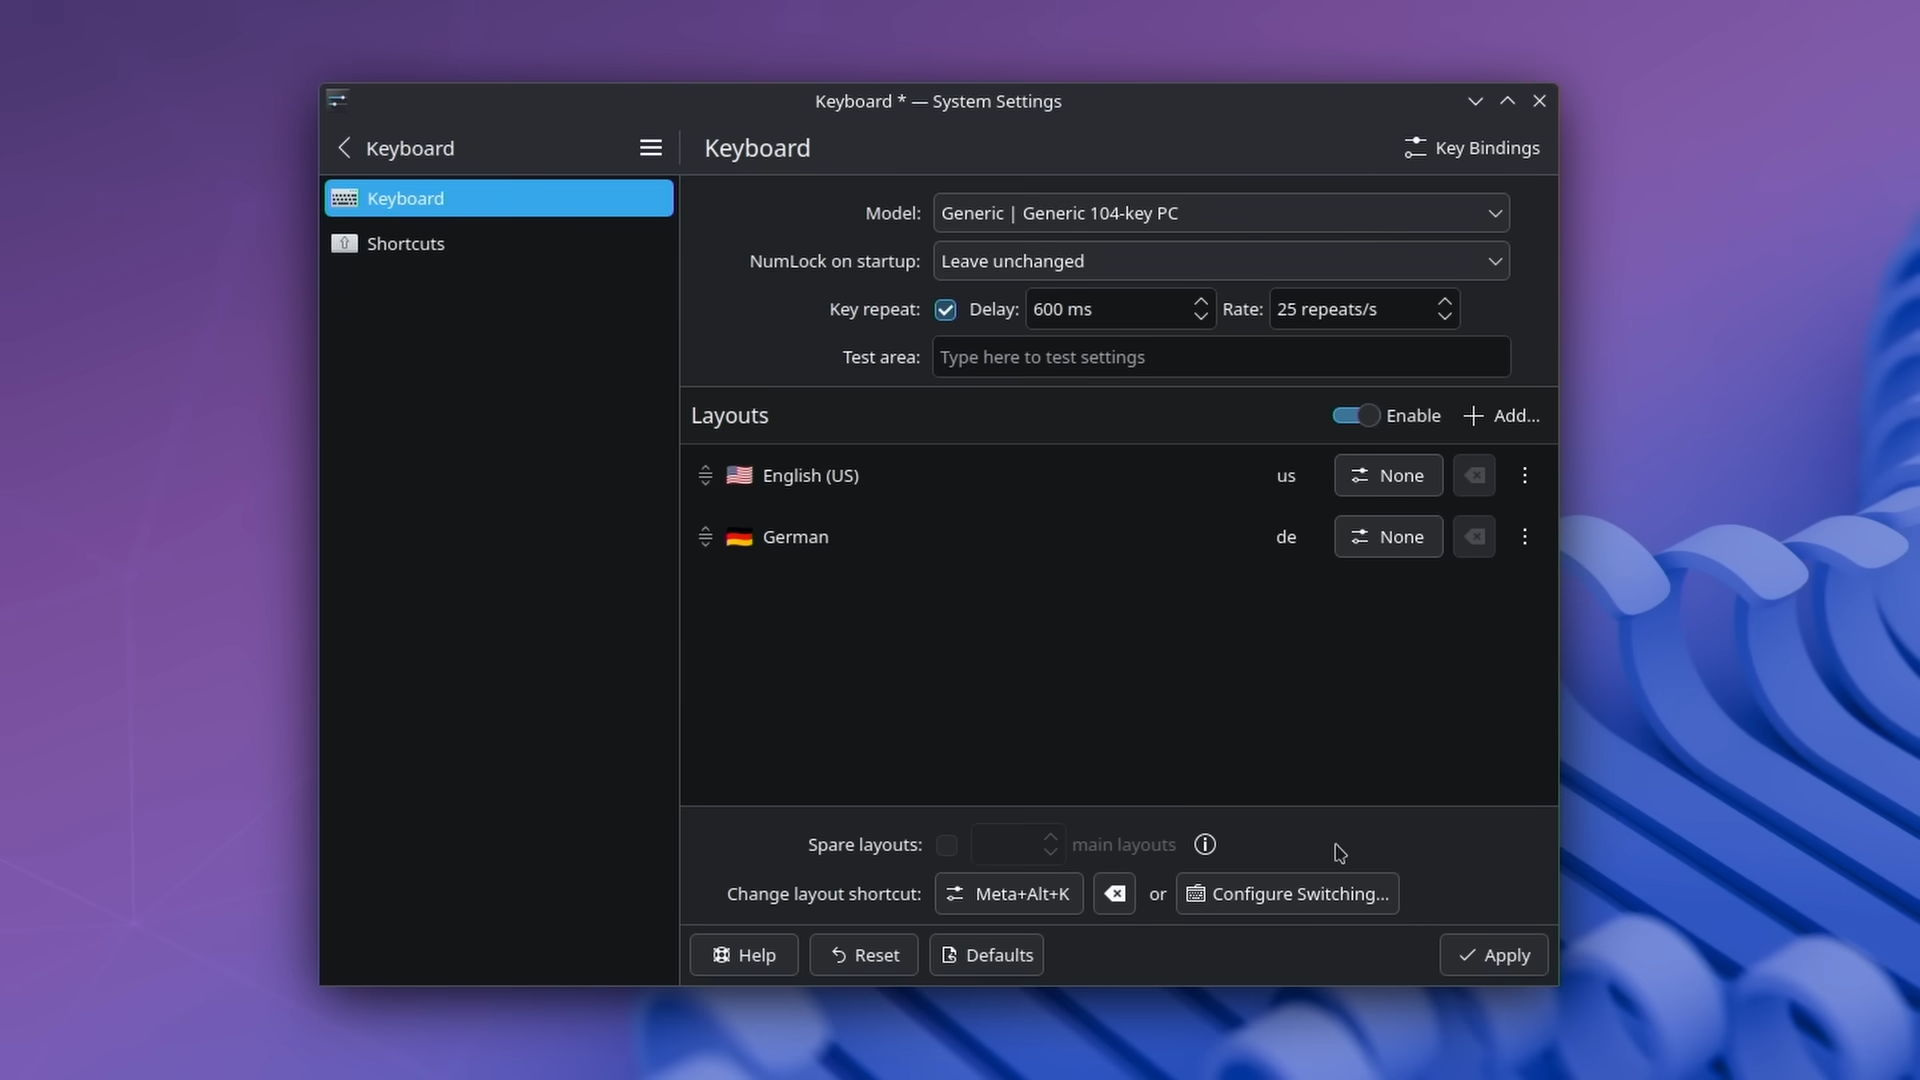 Keyboard * — System Settings
Keyboard
Keyboard
Key Bindings
Keyboard
Shortcuts
Model: Generic | Generic 104-key PC
NumLock on startup: Leave unchanged
Key repeat: Delay: 600 ms Rate: 25 repeats/s
Test area: Type here to test settings
Layouts Enable Add...
English (US) us None
German de None
Spare layouts: main layouts
Change layout shortcut: Meta+Alt+K or Configure Switching...
Help Reset Defaults Apply